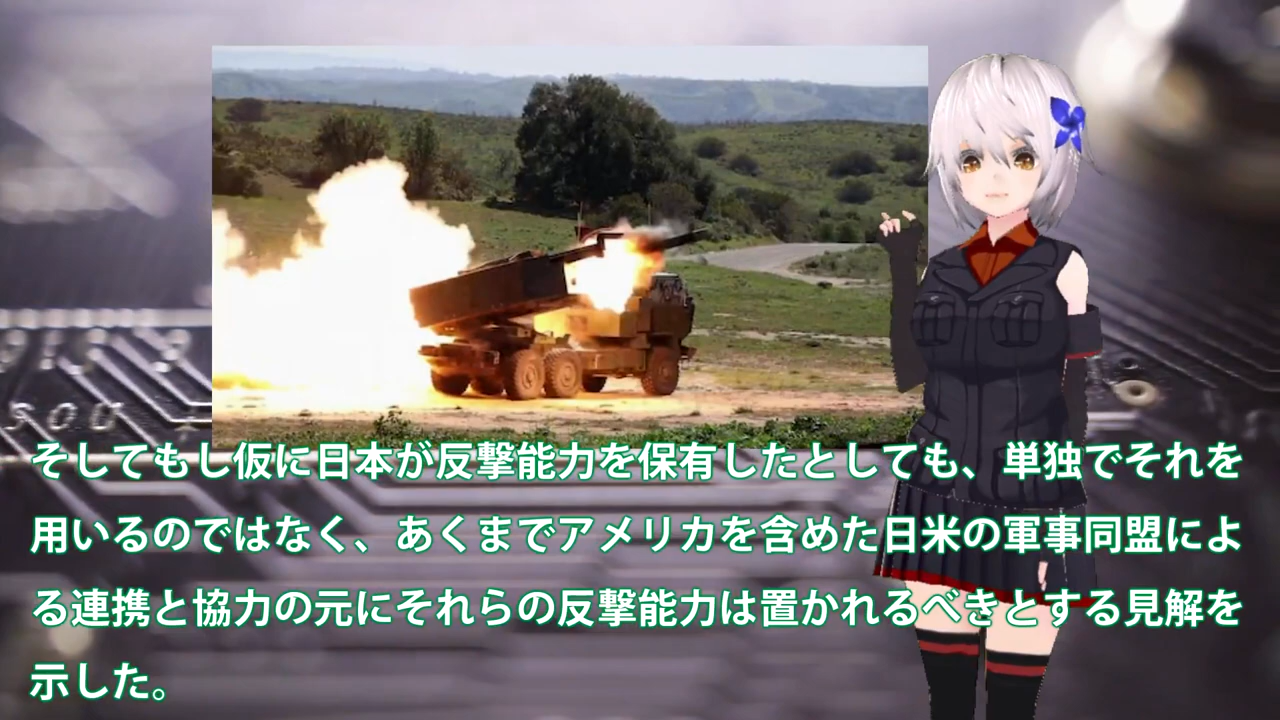 そしてもし仮に日本が反撃能力を保有したとしても、単独でそれを
用いるのではなく、あくまでアメリカを含めた日米の軍事同盟によ
る連携と協力の元にそれらの反撃能力は置かれるべきとする見解を
示した。